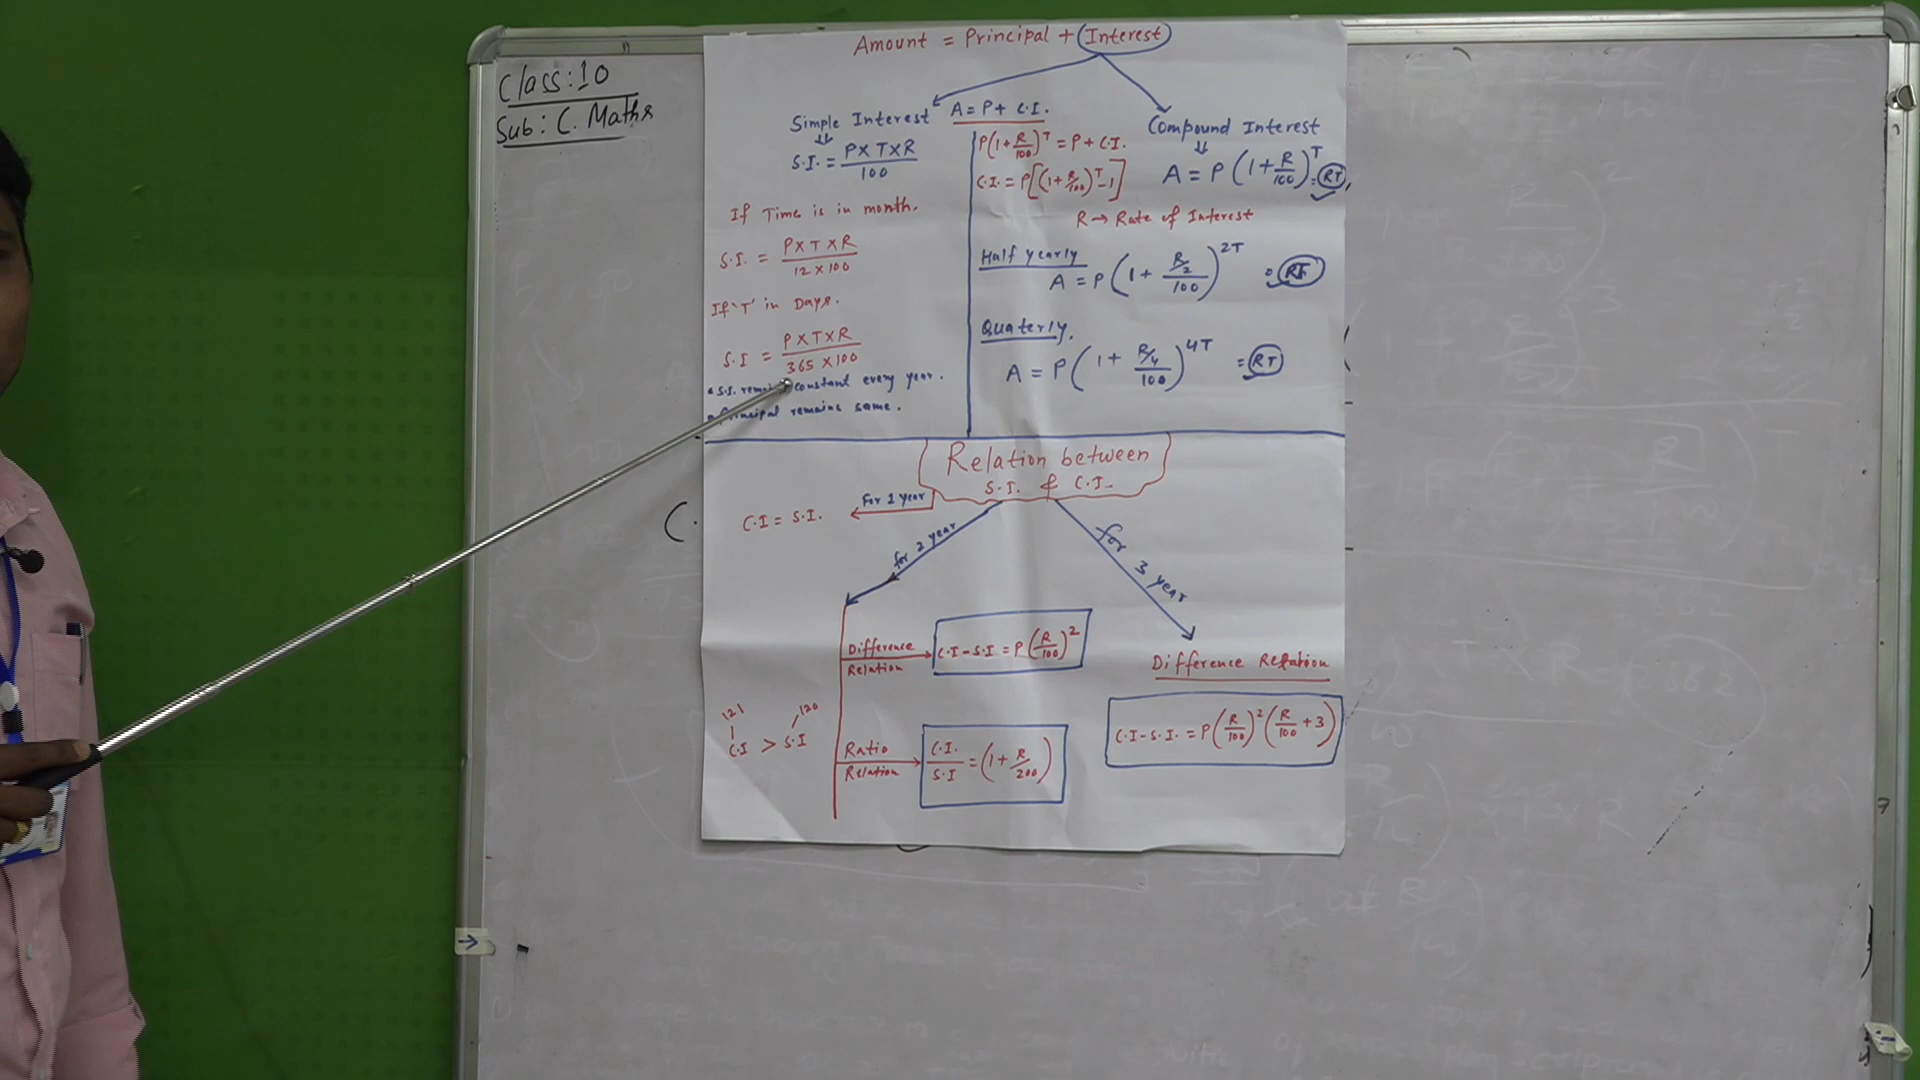 Class: 10
Sub: C. Maths
Amount = Principal + Interest
Simple Interest
S.I. = P×T×R / 100
If Time is in month.
S.I. = P×T×R / 12×100
If 'T' in Days.
S.I = P×T×R / 365×100
S.I. remains constant every year.
Principal remains same.
A = P + C.I.
P(1+R/100)^T = P + C.I.
C.I. = P[(1+R/100)^T -1]
Compound Interest
A = P(1+R/100)^T = RT
R → Rate of Interest
Half yearly
A = P(1 + R/2/100)^2T = RT
Quaterly.
A = P(1 + R/4/100)^4T = RT
Relation between
S.I. & C.I.
For 1 year
C.I = S.I.
for 2 year
for 3 year
Difference
Relation
C.I - S.I = P(R/100)^2
121
120
C.I > S.I
Ratio
Relation
C.I. / S.I = (1 + R/200)
Difference Relation
C.I - S.I. = P(R/100)^2 (R/100 + 3)